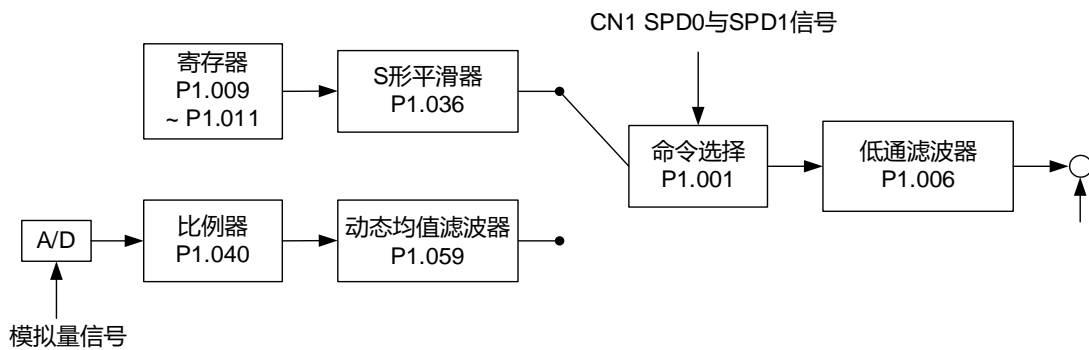 CN1 SPD0与SPD1信号
寄存器
P1.009
~ P1.011
S形平滑器
P1.036
命令选择
P1.001
低通滤波器
P1.006
A/D
比例器
P1.040
动态均值滤波器
P1.059
模拟量信号